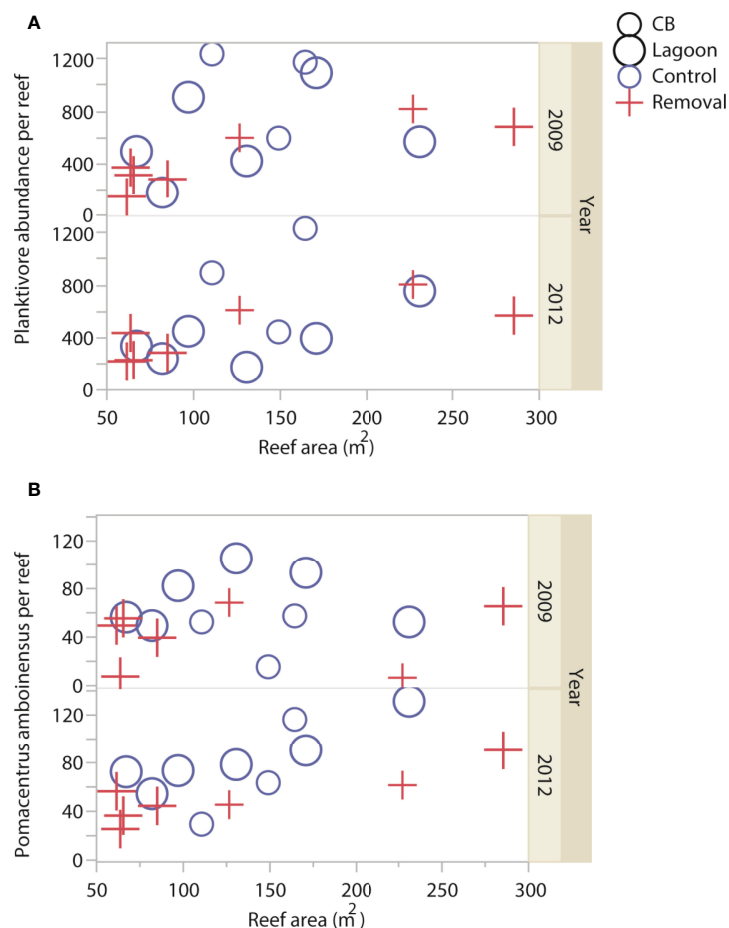 A
CB
Lagoon
Control
Removal
Planktivore abundance per reef
1200
800
400
0
2009
1200
800
400
0
2012
Year
50 100 150 200 250 300
Reef area (m2)
B
Pomacentrus amboinensus per reef
120
80
40
0
2009
120
80
40
0
2012
Year
50 100 150 200 250 300
Reef area (m2)